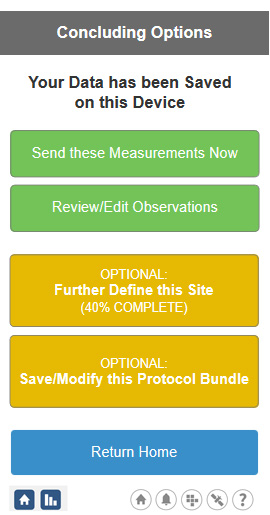 Concluding Options
Your Data has been Saved
on this Device
Send these Measurements Now
Review/Edit Observations
OPTIONAL:
Further Define this Site
(40% COMPLETE)
OPTIONAL:
Save/Modify this Protocol Bundle
Return Home
?